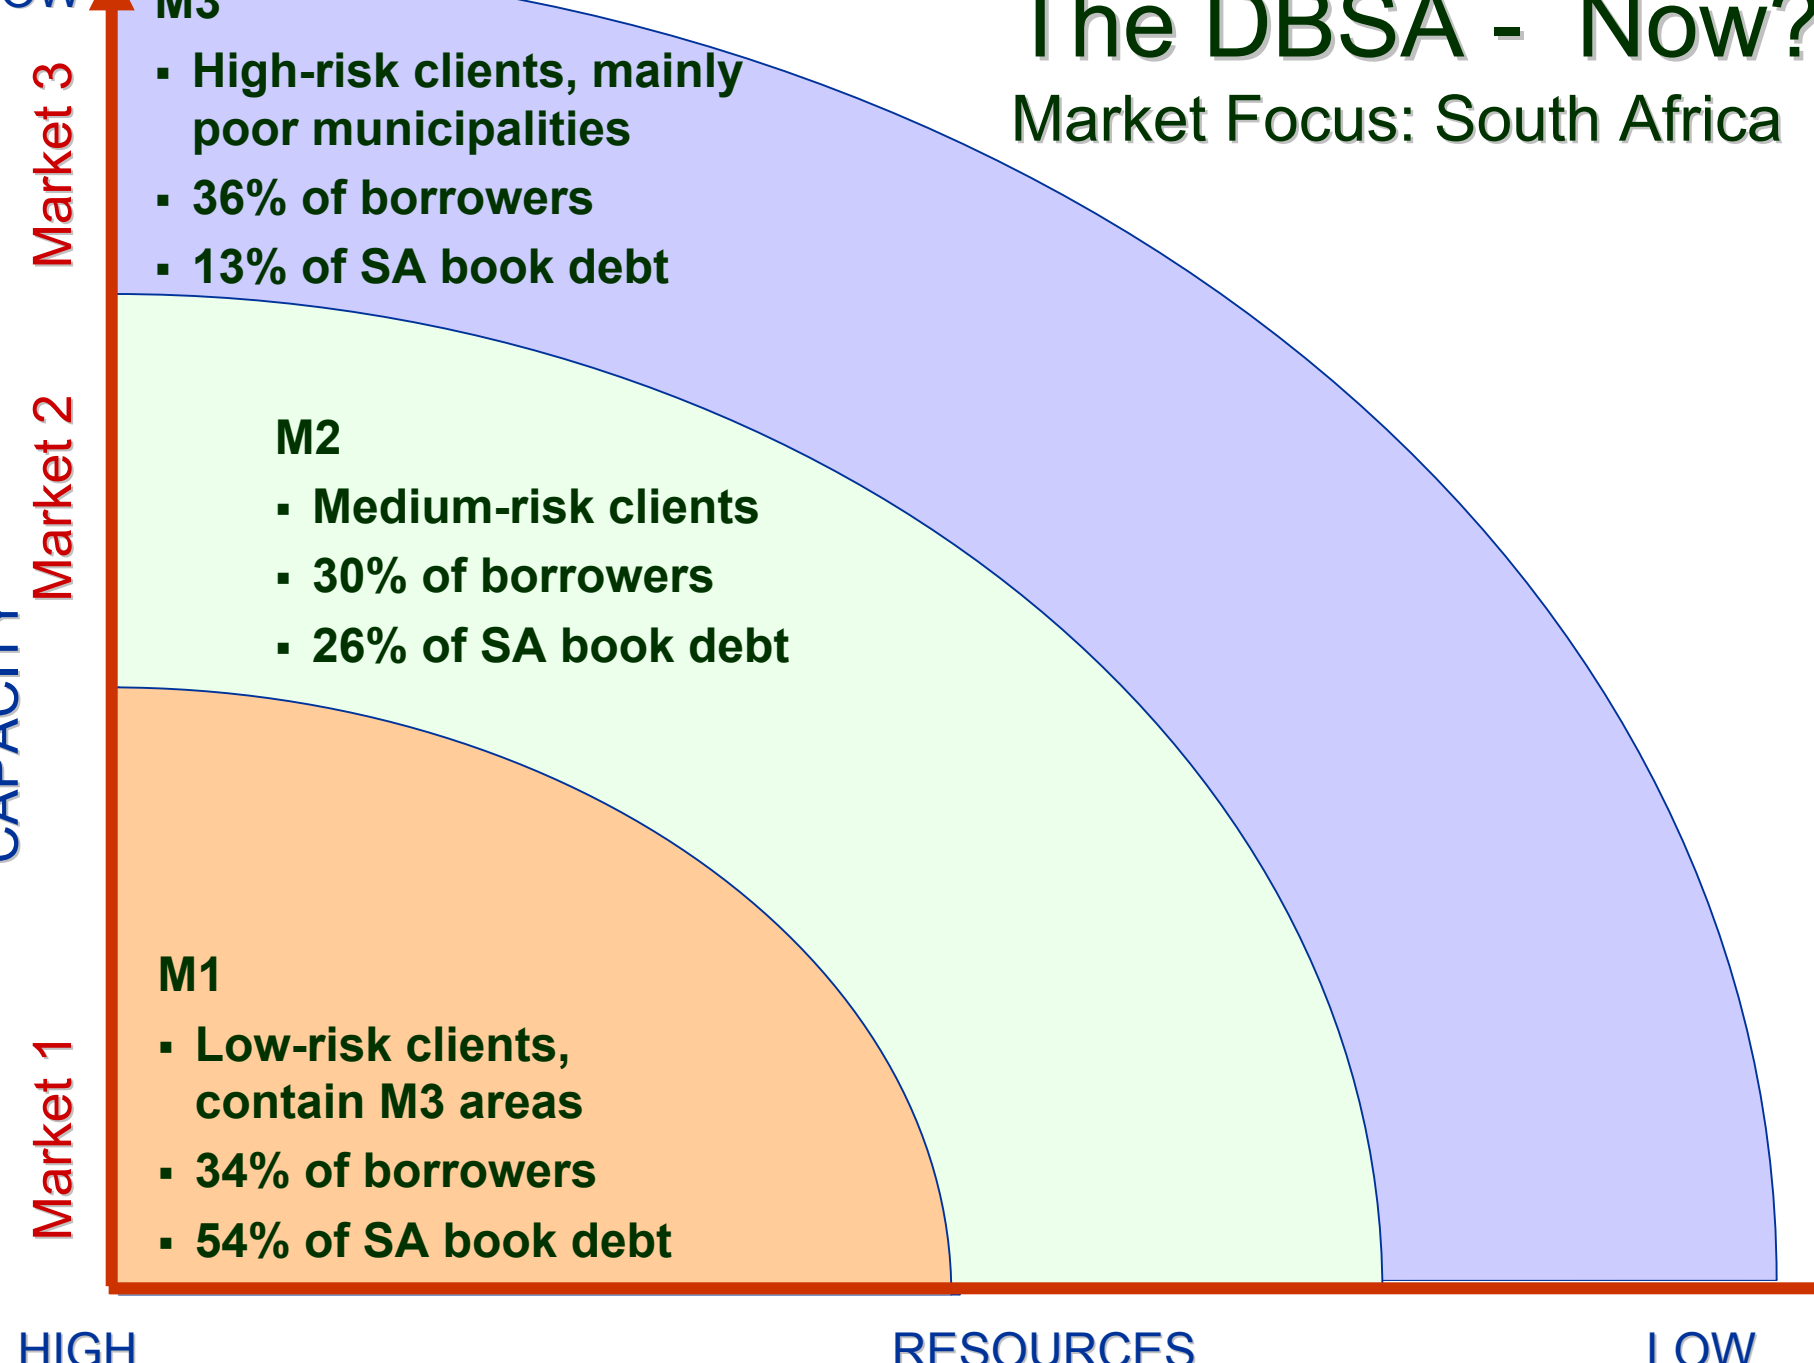 The DBSA - Now?
Market Focus: South Africa
M3
▪ High-risk clients, mainly
poor municipalities
▪ 36% of borrowers
▪ 13% of SA book debt
Market 3
M2
▪ Medium-risk clients
▪ 30% of borrowers
▪ 26% of SA book debt
Market 2
CAPACITY
M1
▪ Low-risk clients,
contain M3 areas
▪ 34% of borrowers
▪ 54% of SA book debt
Market 1
HIGH
RESOURCES
LOW